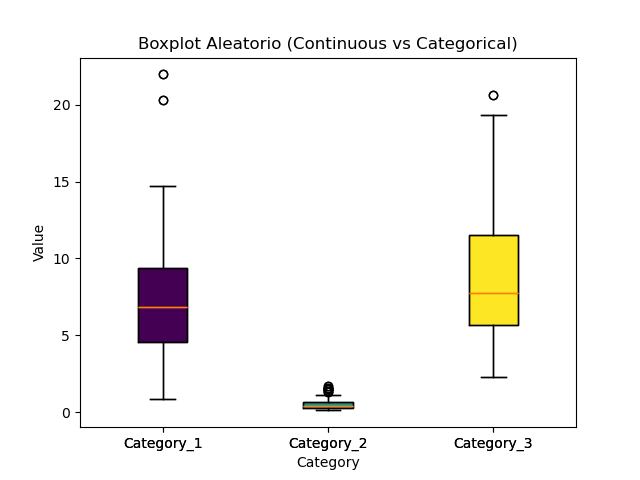 Boxplot Aleatorio (Continuous vs Categorical)
Value
20
15
10
5
0
Category_1 Category_2 Category_3
Category